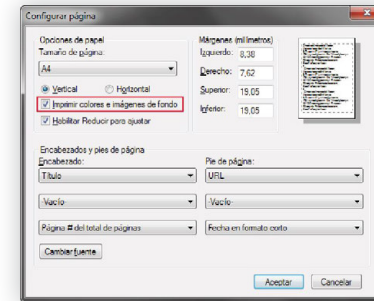 Configurar página
Opciones de papel
Tamaño de página:
A4
Vertical
Horizontal
Imprimir colores e imágenes de fondo
Habilitar Reducir para ajustar
Márgenes (milímetros)
Izquierdo: 8,38
Derecho: 7,62
Superior: 19,05
Inferior: 19,05
Encabezados y pies de página
Encabezado:
Título
-Vacío-
Página # del total de páginas
Pie de página:
URL
-Vacío-
Fecha en formato corto
Cambiar fuente
Aceptar
Cancelar